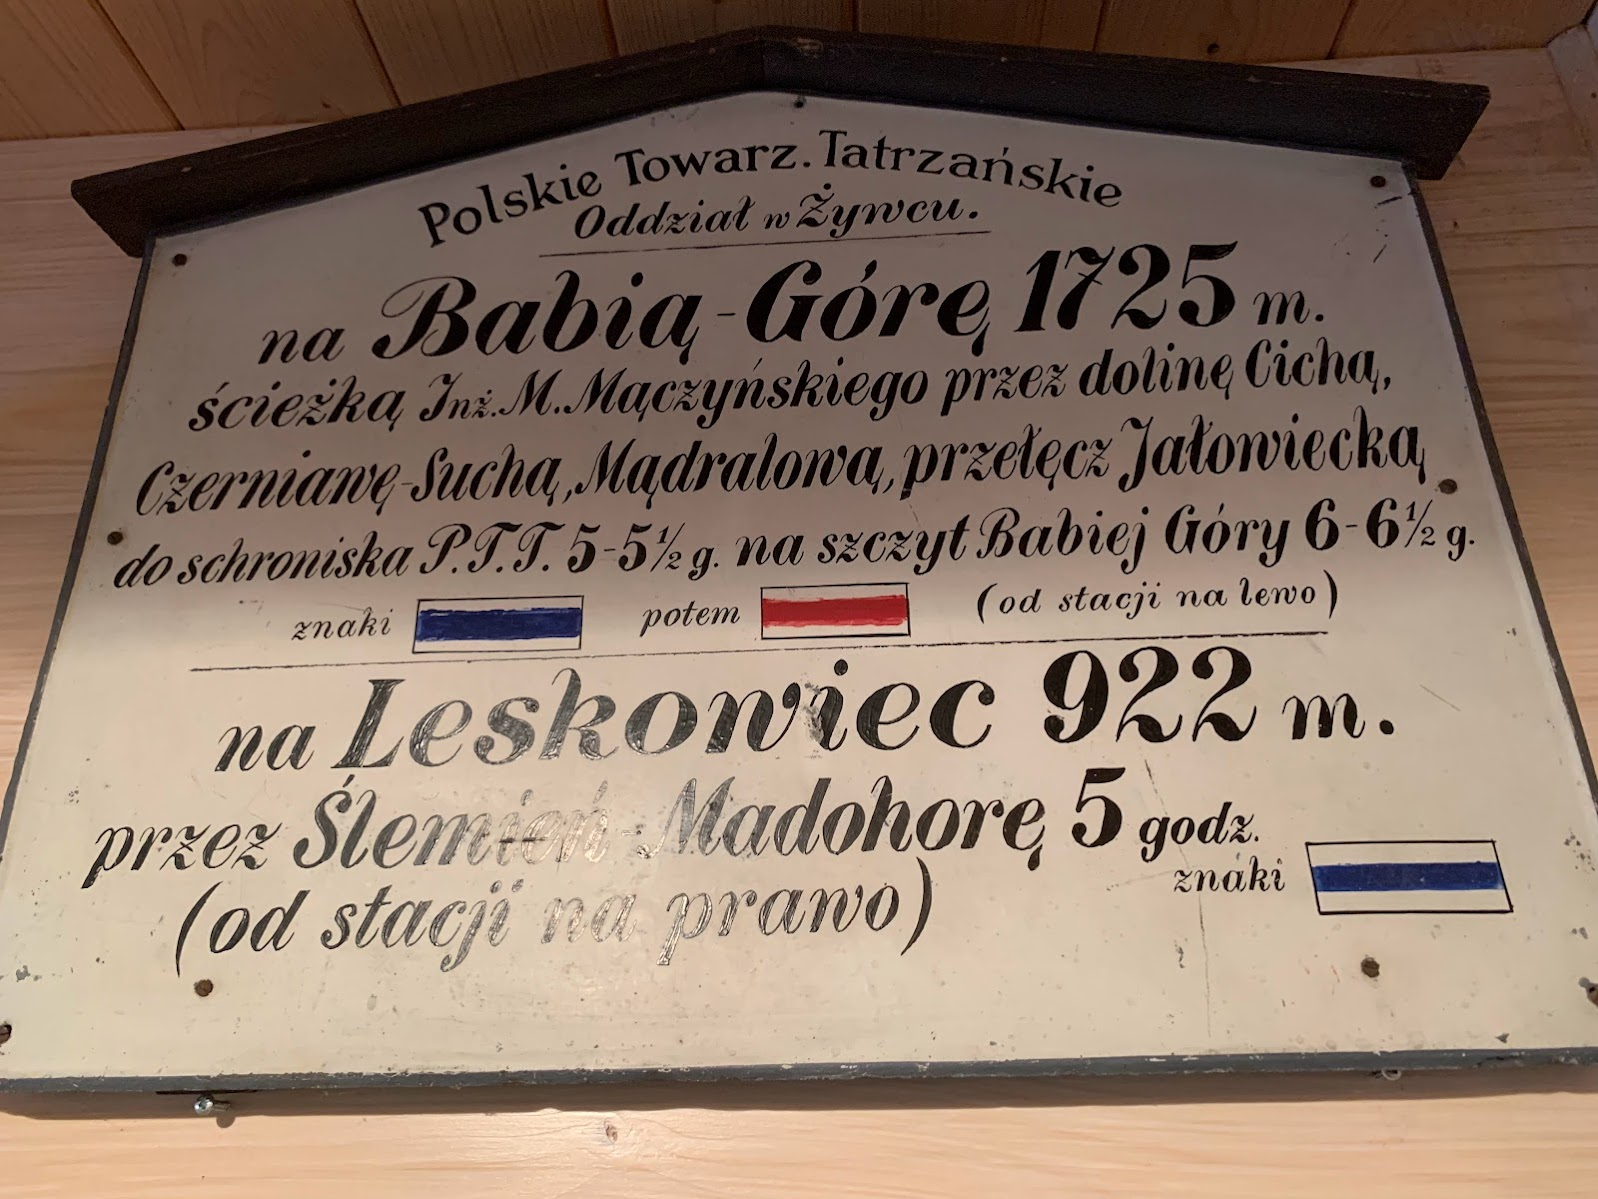 Polskie Towarz. Tatrzańskie
Oddział w Żywcu.
na Babią-Górę 1725 m.
ścieżką Inż. M. Mączyńskiego przez dolinę Cichą,
Czerniawę-Suchą, Mądralową, przełęcz Jałowiecką
do schroniska P.T.T. 5-5½ g. na szczyt Babiej Góry 6-6½ g.
znaki potem (od stacji na lewo)
na Leskowiec 922 m.
przez Ślemień-Madohorę 5 godz.
znaki
(od stacji na prawo)